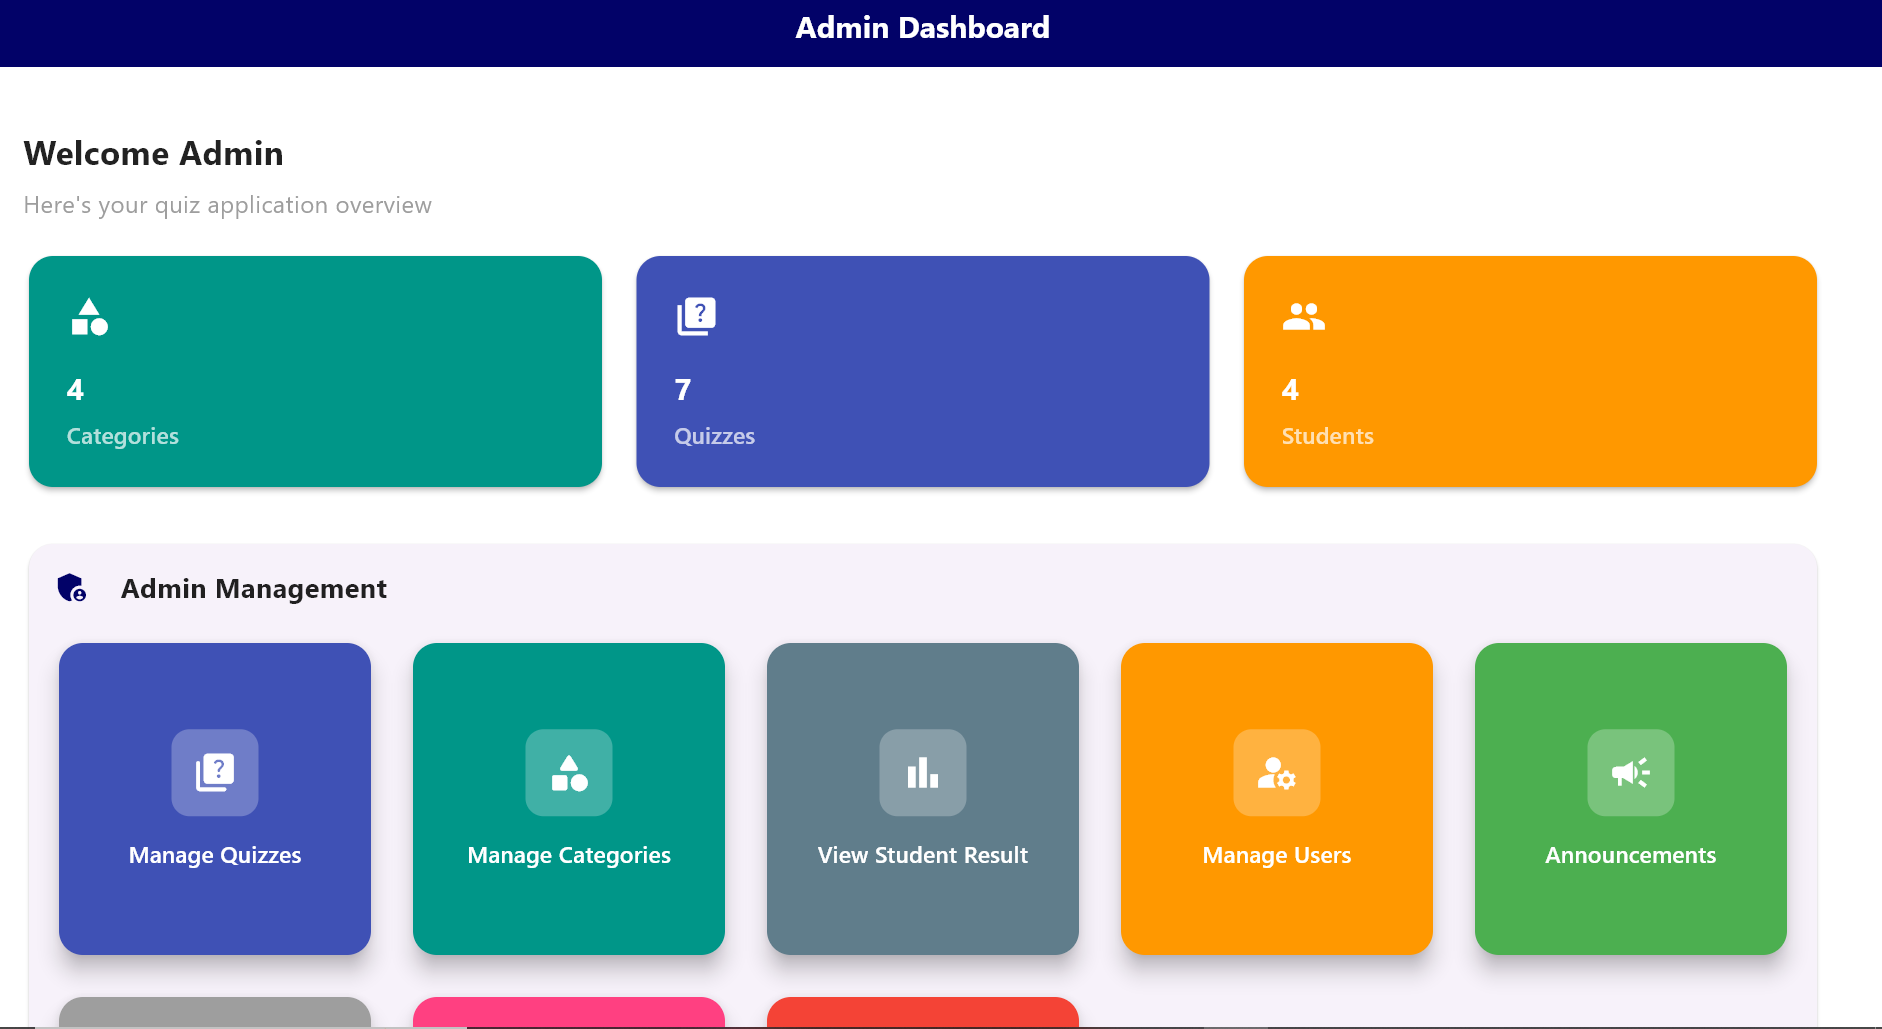 Admin Dashboard
Welcome Admin
Here's your quiz application overview
4
Categories
?
7
Quizzes
4
Students
Admin Management
?
Manage Quizzes
Manage Categories
View Student Result
Manage Users
Announcements